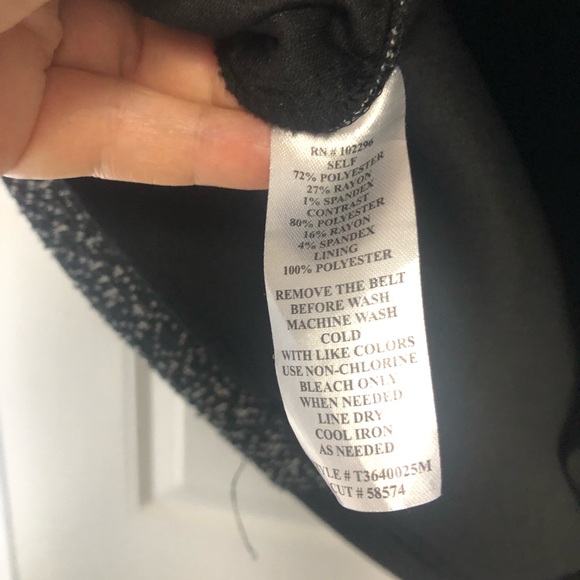 RN # 102296
SELF
72% POLYESTER
27% RAYON
1% SPANDEX
CONTRAST
80% POLYESTER
16% RAYON
4% SPANDEX
LINING
100% POLYESTER
REMOVE THE BELT
BEFORE WASH
MACHINE WASH
COLD
WITH LIKE COLORS
USE NON-CHLORINE
BLEACH ONLY
WHEN NEEDED
LINE DRY
COOL IRON
AS NEEDED
YLE # T3640025M
CUT # 58574